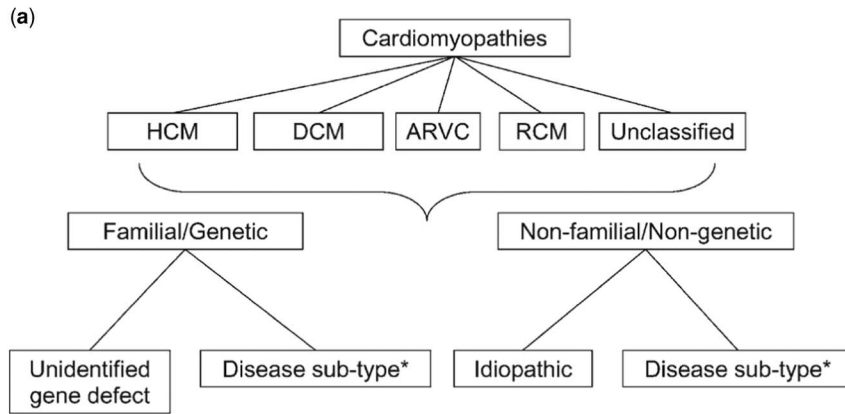 (a)
Cardiomyopathies
HCM
DCM
ARVC
RCM
Unclassified
Familial/Genetic
Non-familial/Non-genetic
Unidentified
gene defect
Disease sub-type*
Idiopathic
Disease sub-type*